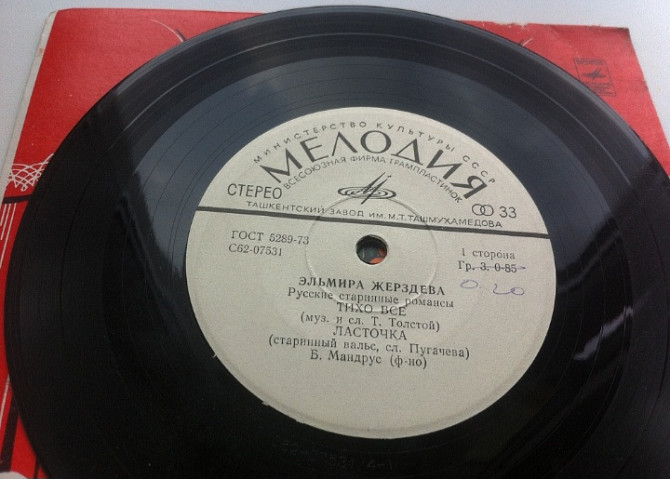 МИНИСТЕРСТВО КУЛЬТУРЫ СССР
МЕЛОДИЯ
ВСЕСОЮЗНАЯ ФИРМА ГРАМПЛАСТИНОК
СТЕРЕО
33
ТАШКЕНТСКИЙ ЗАВОД ИМ. М.Т. ТАШМУХАМЕДОВА
ГОСТ 5289-73
С62-07531
1 сторона
Гр. 3. 0-85
0.20
ЭЛЬМИРА ЖЕРЗДЕВА
Русские старинные романсы
ТИХО ВСЕ
(муз. и сл. Т. Толстой)
ЛАСТОЧКА
(старинный вальс, сл. Пугачева)
Б. Мандрус (ф-но)